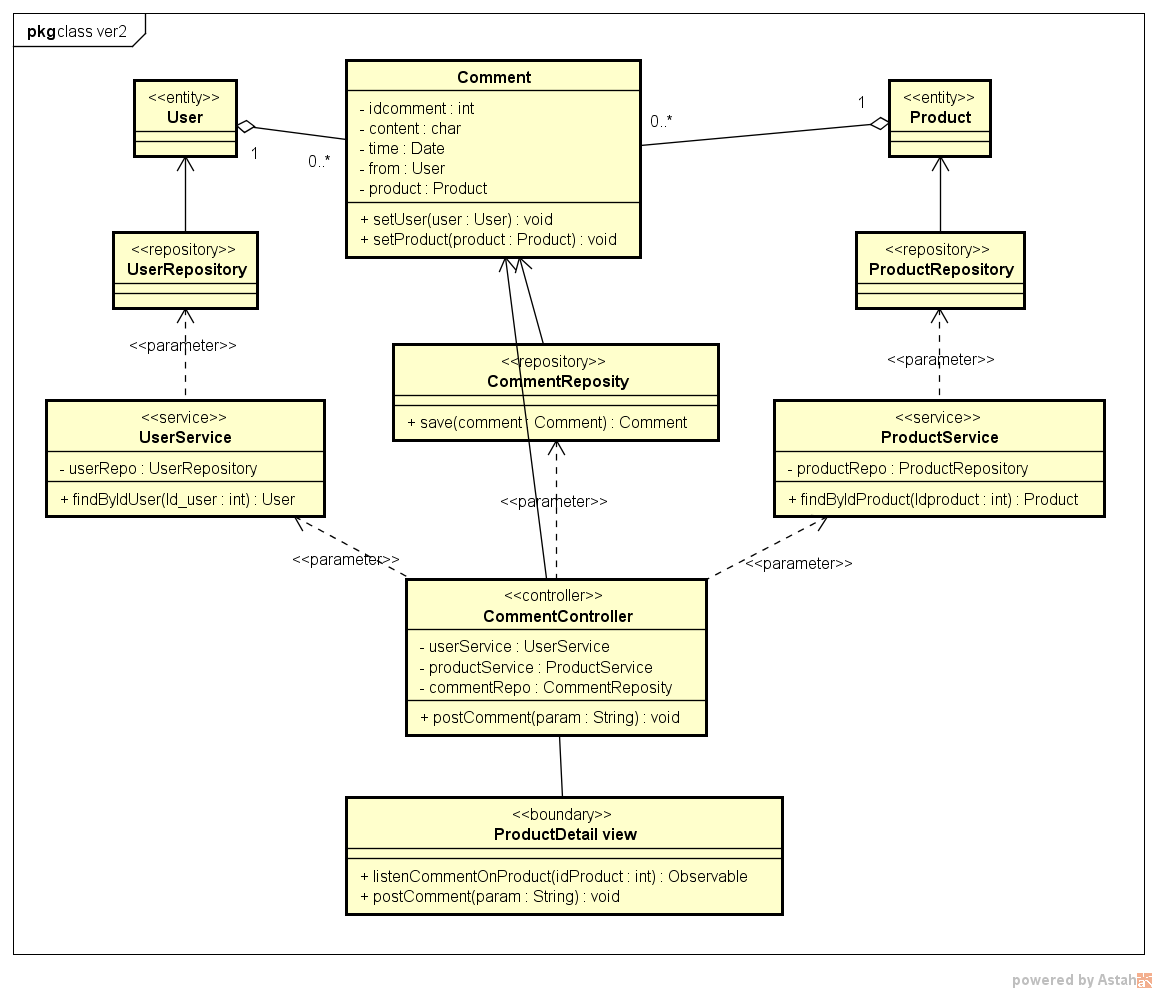 pkg class ver2
<<entity>>
User
1
0..*
Comment
- idcomment : int
- content : char
- time : Date
- from : User
- product : Product
+ setUser(user : User) : void
+ setProduct(product : Product) : void
0..*
1
<<entity>>
Product
<<repository>>
UserRepository
<<repository>>
ProductRepository
<<parameter>>
<<repository>>
CommentReposity
+ save(comment : Comment) : Comment
<<parameter>>
<<service>>
UserService
- userRepo : UserRepository
+ findByIdUser(Id_user : int) : User
<<parameter>>
<<service>>
ProductService
- productRepo : ProductRepository
+ findByIdProduct(Idproduct : int) : Product
<<parameter>>
<<parameter>>
<<controller>>
CommentController
- userService : UserService
- productService : ProductService
- commentRepo : CommentReposity
+ postComment(param : String) : void
<<boundary>>
ProductDetail view
+ listenCommentOnProduct(idProduct : int) : Observable
+ postComment(param : String) : void
powered by Astah